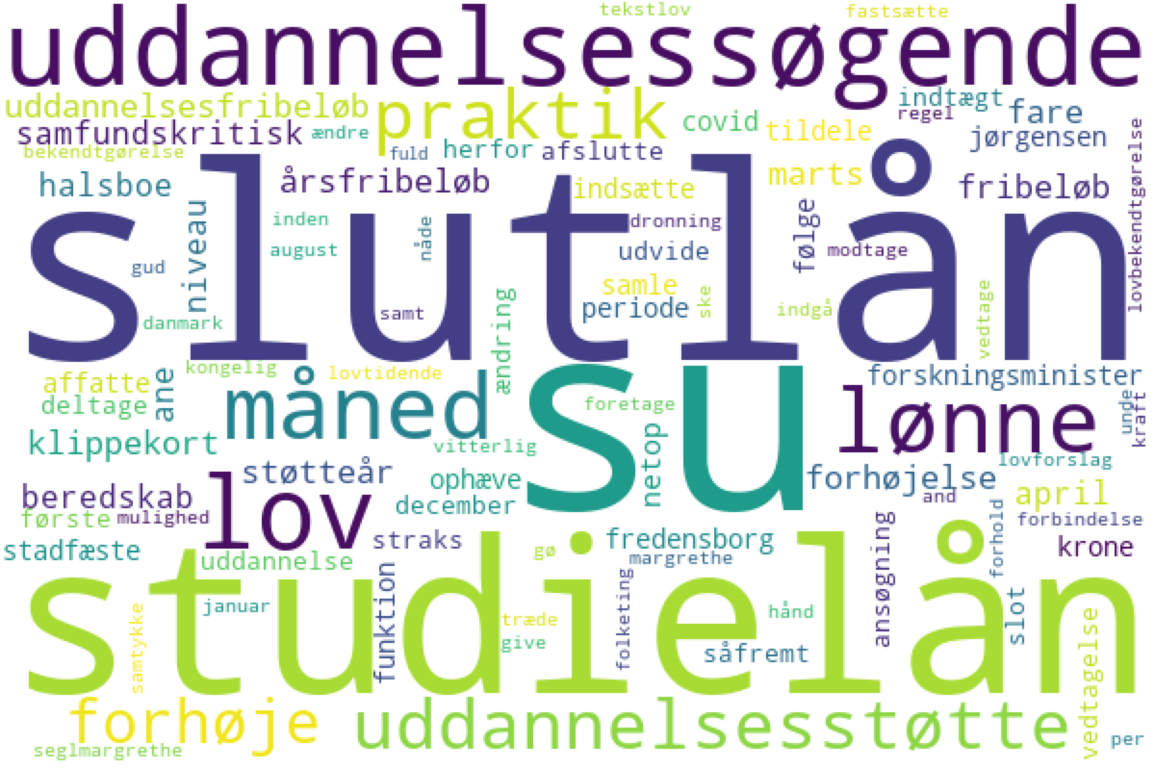 tekstlov
fastsætte
uddannelsessøgende
uddannelsesfribeløb
praktik
indtægt
regel
fare
samfundskritisk
ændre
covid
tildele
jørgensen
bekendtgørelse
fuld
herfor
afslutte
halsboe
årsfribeløb
indsætte
marts
fribeløb
lovbekendtgørelse
slutlån
niveau
inden
nåde
dronning
følge
august
udvide
modtage
gud
samle
danmark
samt
ændring
periode
ske
indgå
vedtage
kongelig
lovtidende
affatte
ane
måned
su
foretage
forskningsminister
deltage
lønne
unde
kraft
klippekort
vitterlig
netop
støtteår
ophæve
forhøjelse
lovforslag
beredskab
lov
december
and
april
første
mulighed
straks
fredensborg
ansøgning
forhold
forbindelse
stadfæste
uddannelse
gø
margrethe
krone
studielån
januar
funktion
træde
folketing
hånd
slot
samtykke
give
såfremt
vedtagelse
forhøje
uddannelsesstøtte
seglmargrethe
per